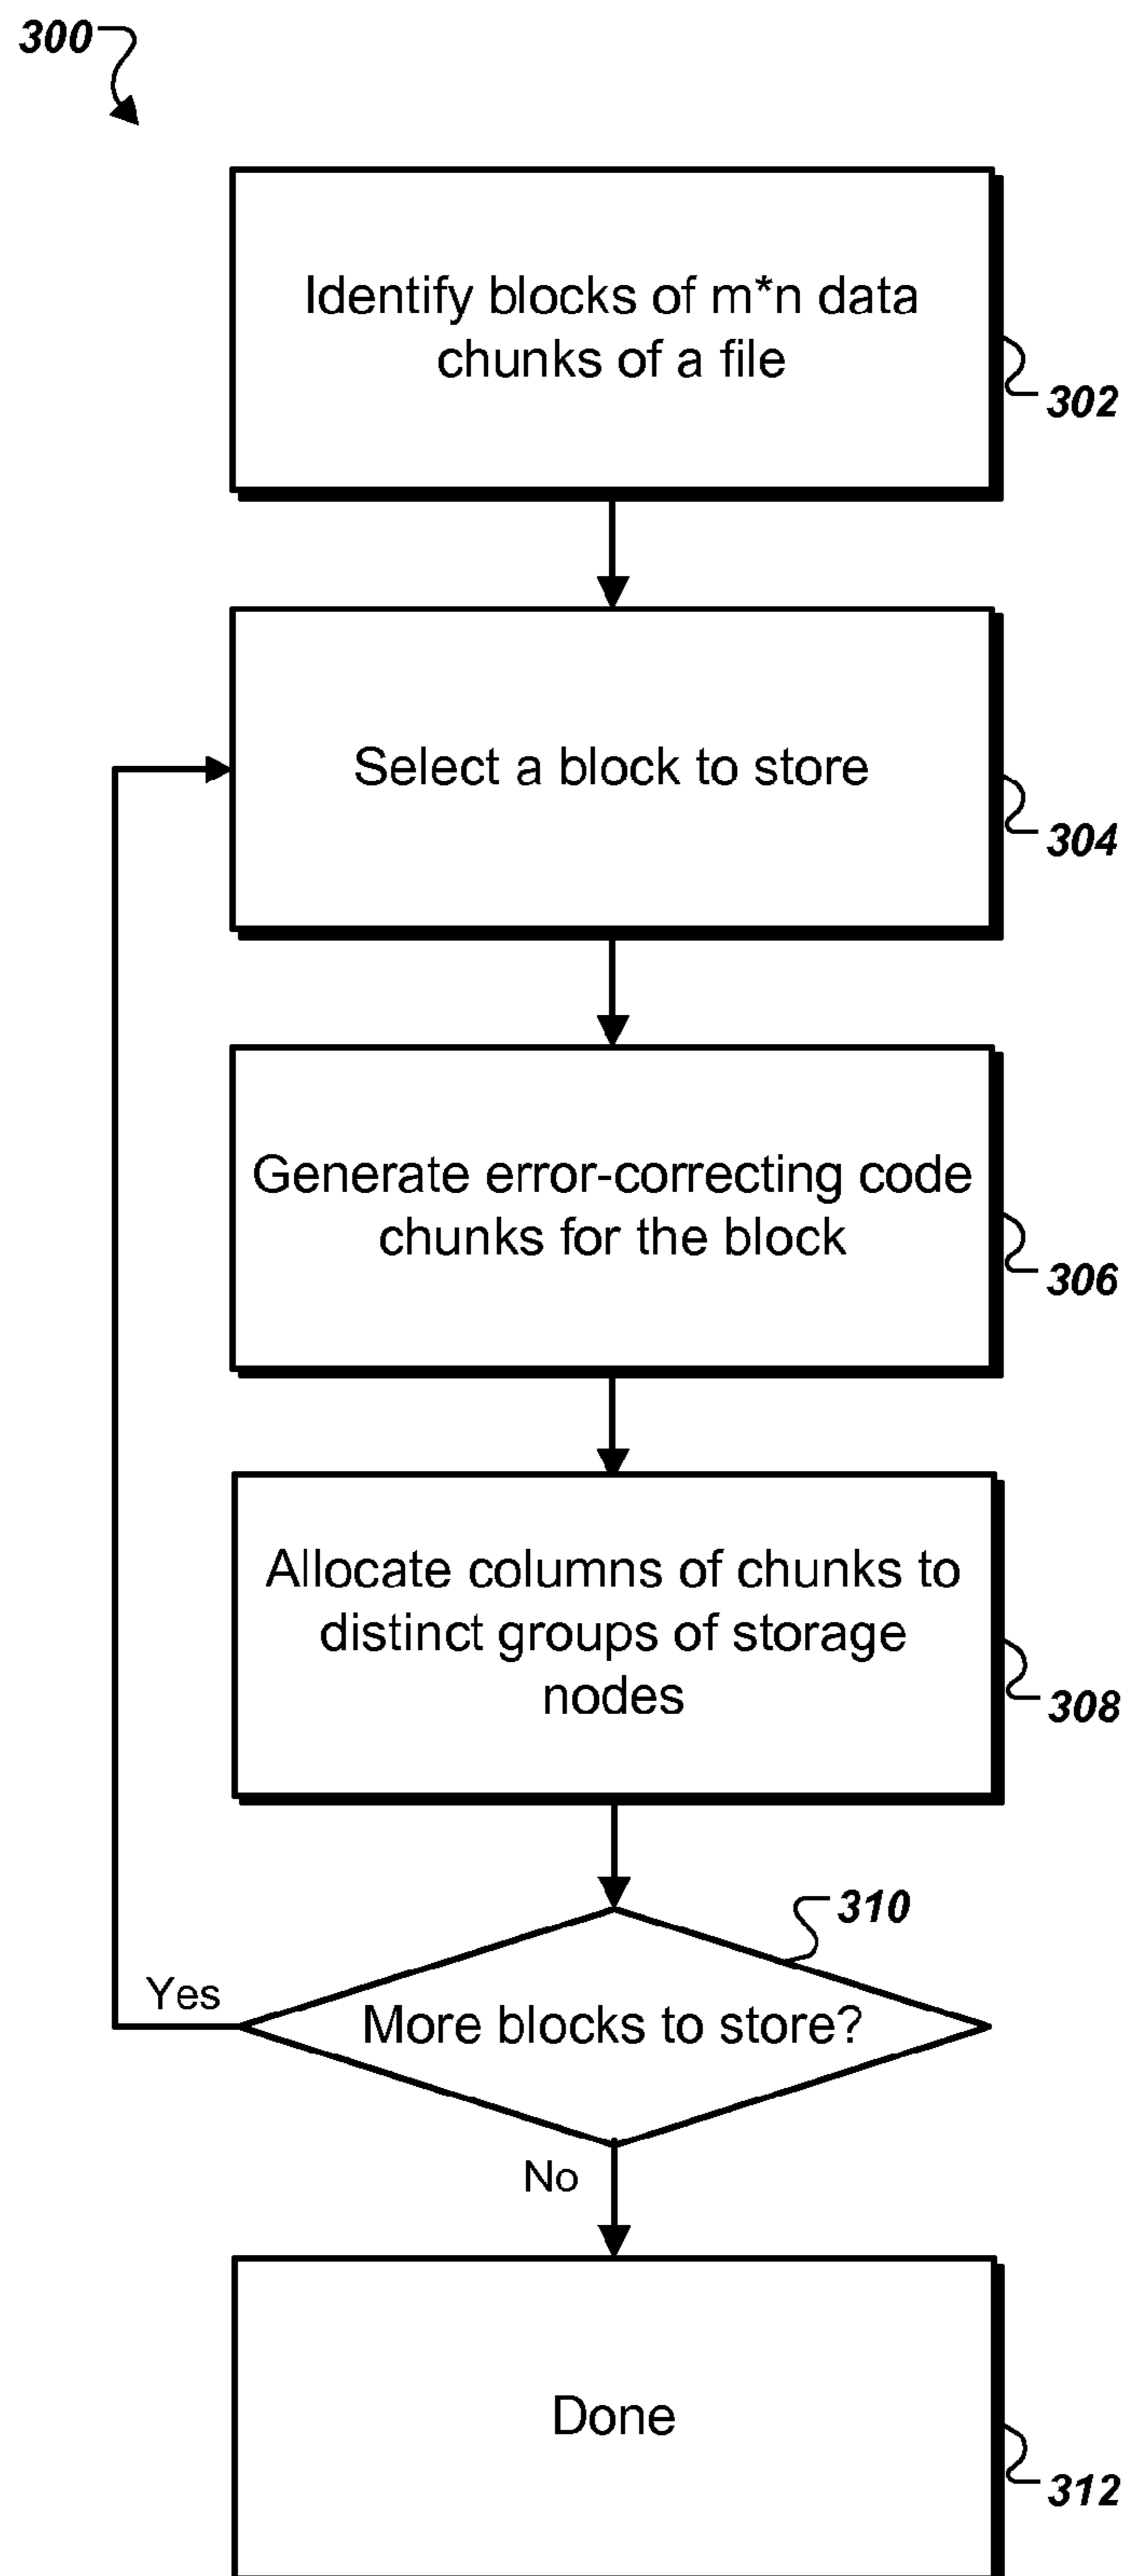 300
Identify blocks of m*n data
chunks of a file
302
Select a block to store
304
Generate error-correcting code
chunks for the block
306
Allocate columns of chunks to
distinct groups of storage
nodes
308
310
More blocks to store?
Yes
No
Done
312